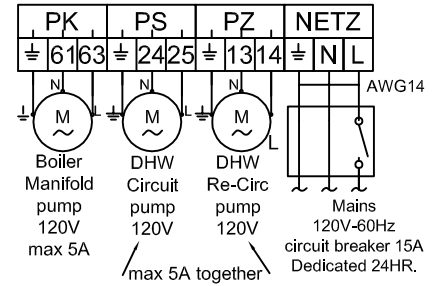 PK PS PZ NETZ
⏚ 61 63 ⏚ 24 25 ⏚ 13 14 ⏚ N L
AWG14
N L N L N L
M ~ M ~ M ~
Boiler Manifold pump 120V max 5A
DHW Circuit pump 120V
DHW Re-Circ pump 120V
max 5A together
Mains
120V-60Hz
circuit breaker 15A
Dedicated 24HR.